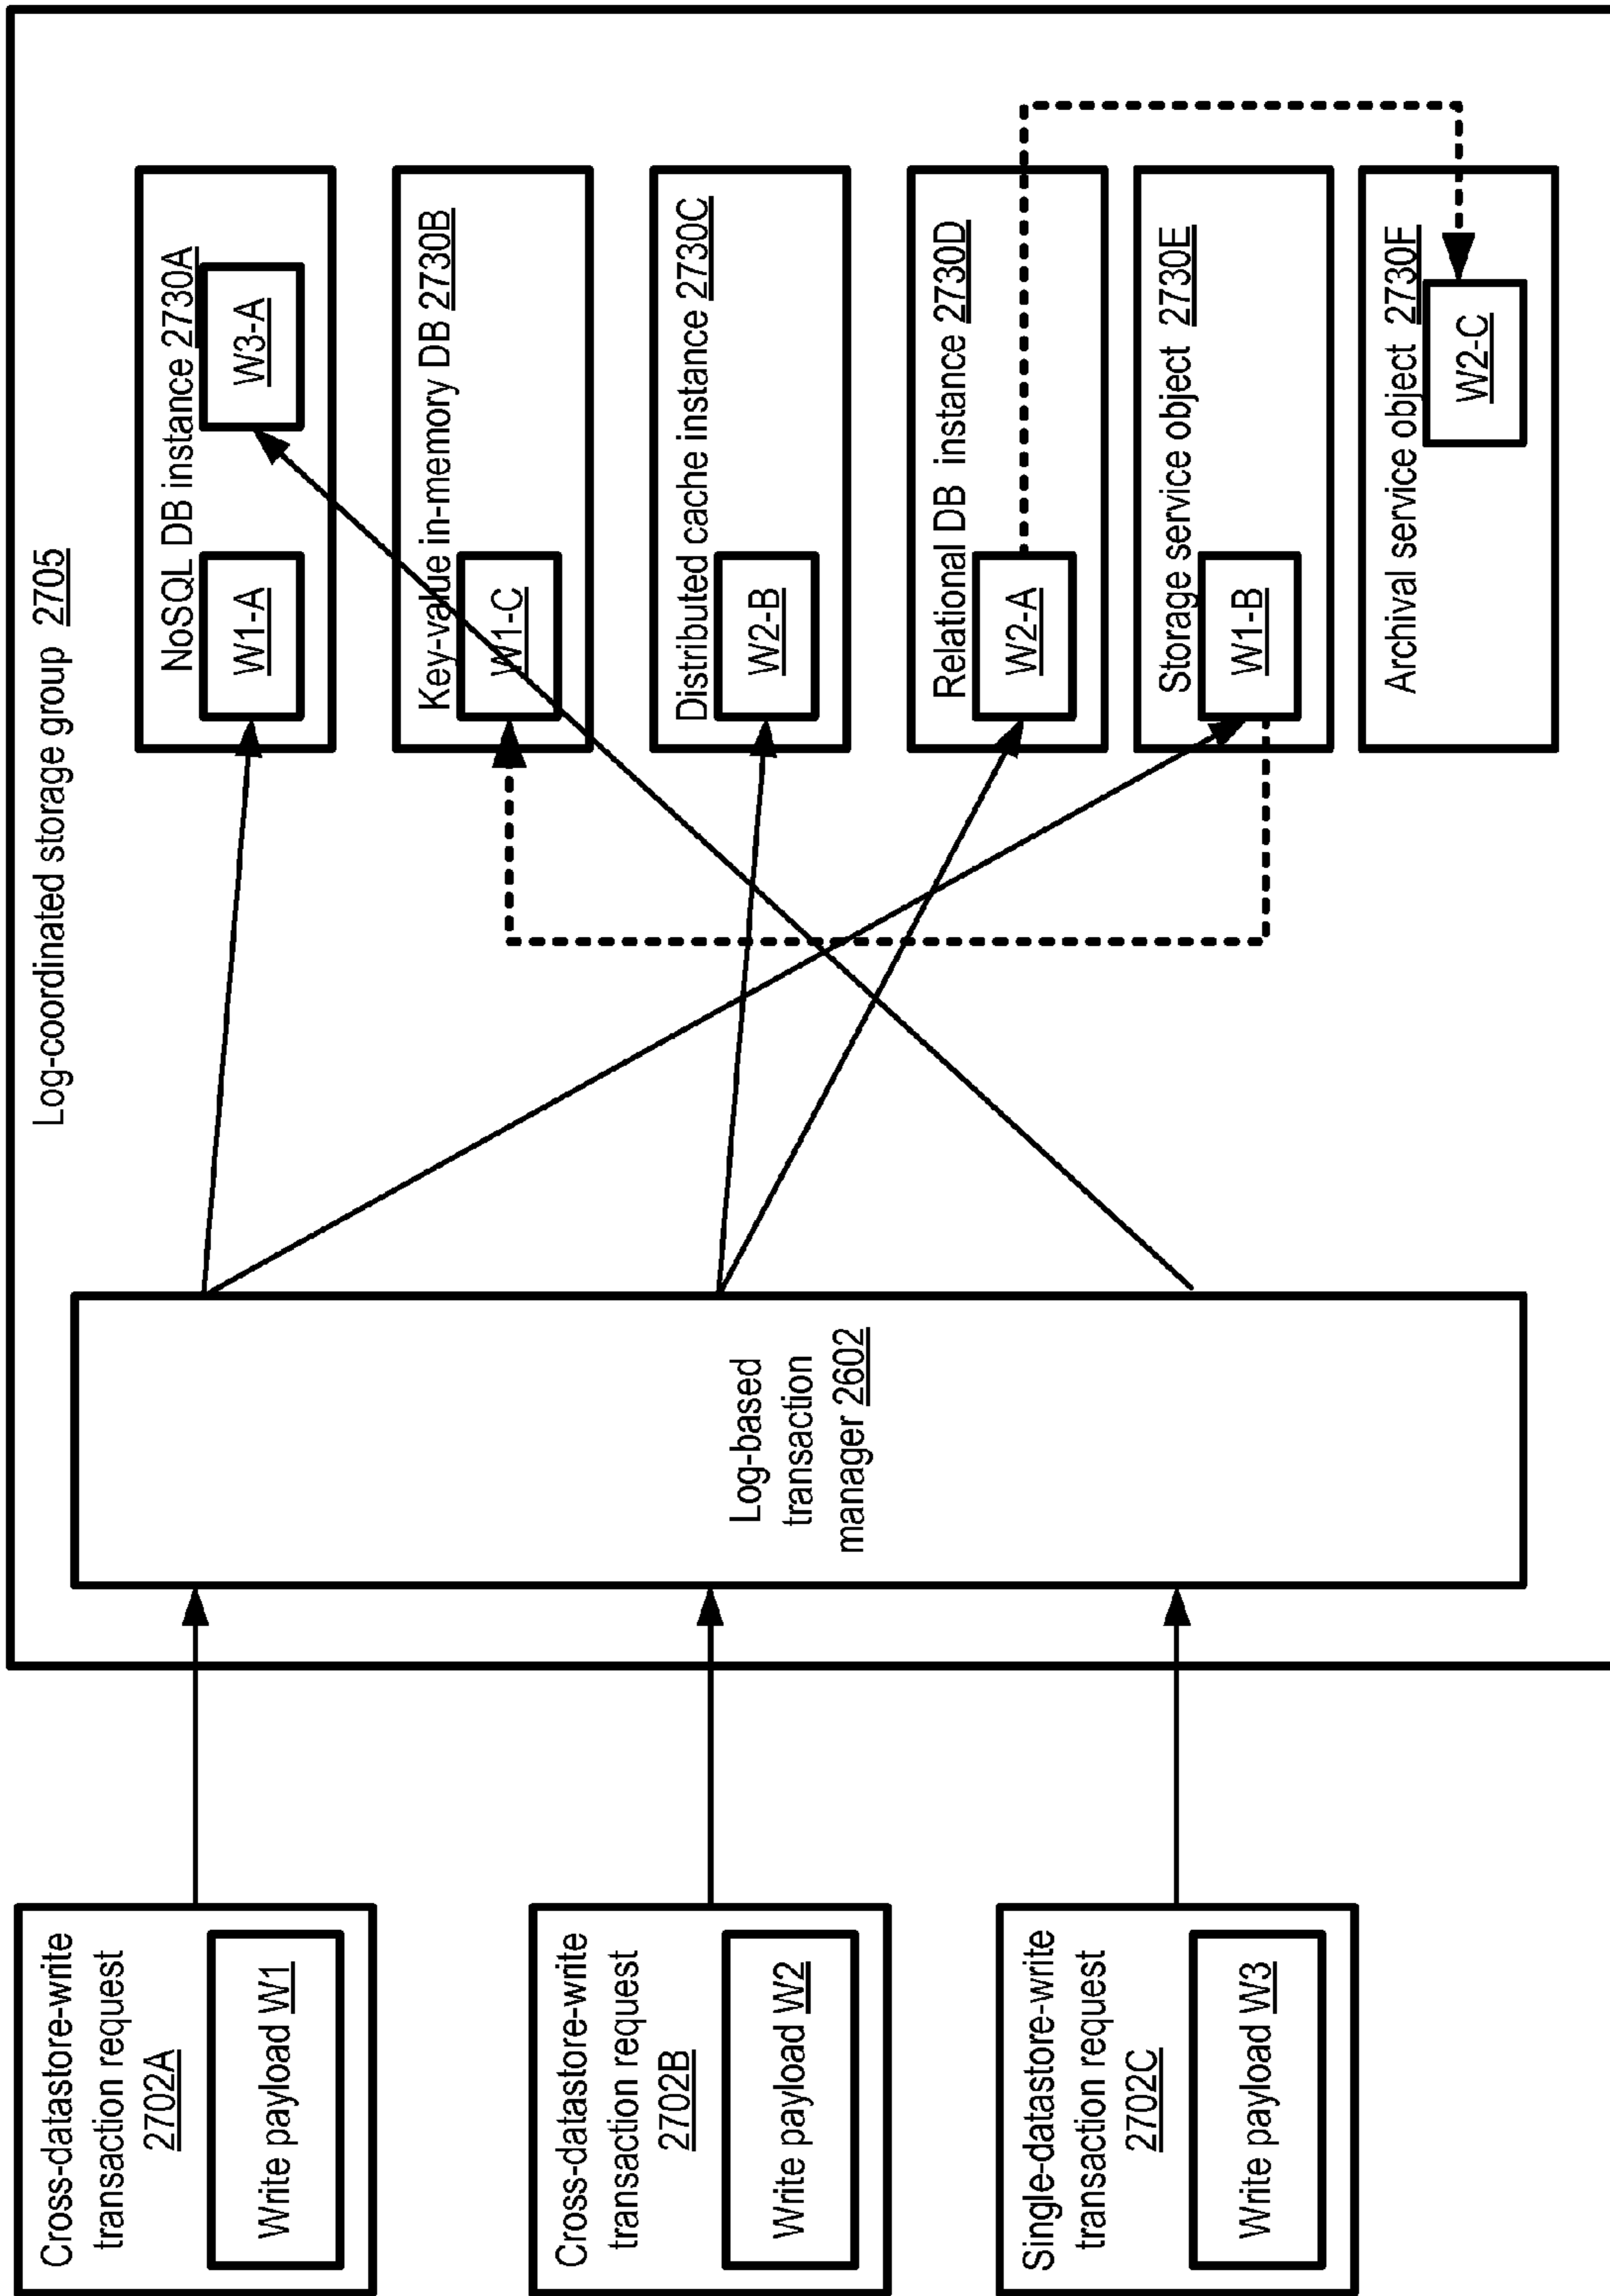 Log-coordinated storage group 2705
Cross-datastore-write
transaction request
2702A
Write payload W1
Cross-datastore-write
transaction request
2702B
Write payload W2
Single-datastore-write
transaction request
2702C
Write payload W3
Log-based
transaction
manager 2602
NoSQL DB instance 2730A
W1-A
W3-A
Key-value in-memory DB 2730B
W1-C
Distributed cache instance 2730C
W2-B
Relational DB instance 2730D
W2-A
Storage service object 2730E
W1-B
Archival service object 2730F
W2-C